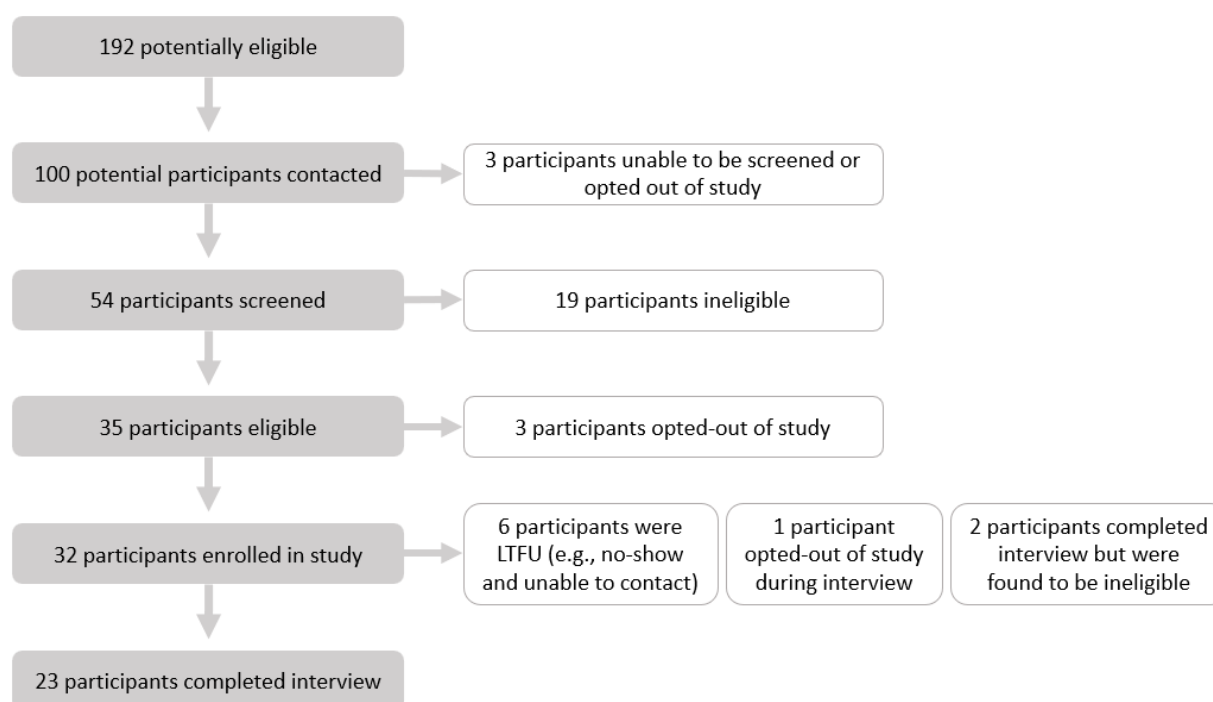 192 potentially eligible
100 potential participants contacted
3 participants unable to be screened or
opted out of study
54 participants screened
19 participants ineligible
35 participants eligible
3 participants opted-out of study
32 participants enrolled in study
6 participants were
LTFU (e.g., no-show
and unable to contact)
1 participant
opted-out of study
during interview
2 participants completed
interview but were
found to be ineligible
23 participants completed interview